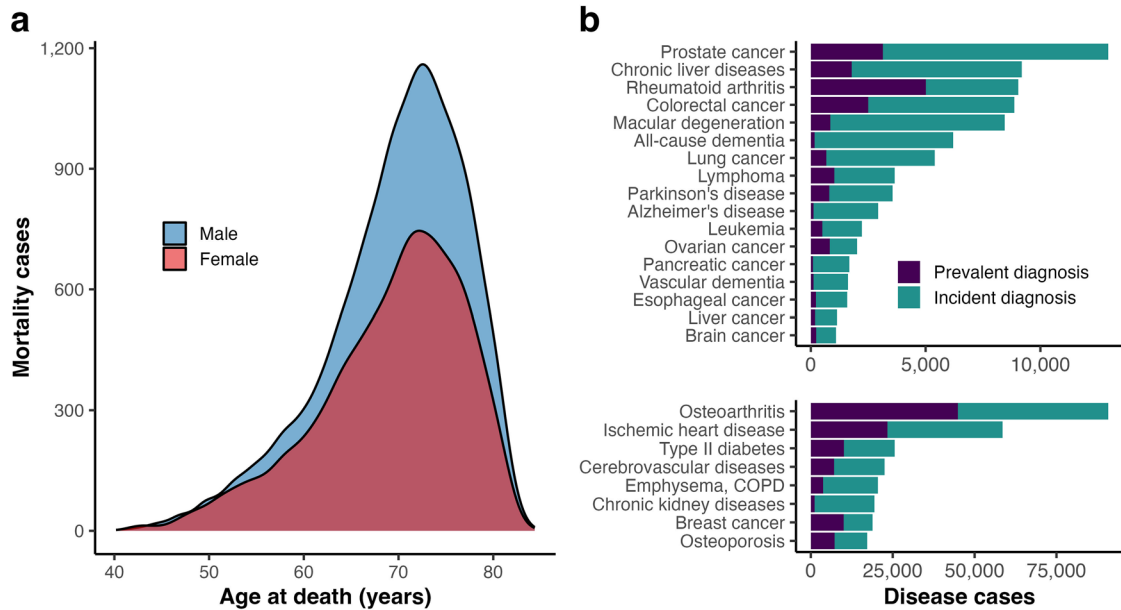 a
Mortality cases
1,200
900
600
300
0
Male
Female
40 50 60 70 80
Age at death (years)
b
Prostate cancer
Chronic liver diseases
Rheumatoid arthritis
Colorectal cancer
Macular degeneration
All-cause dementia
Lung cancer
Lymphoma
Parkinson's disease
Alzheimer's disease
Leukemia
Ovarian cancer
Pancreatic cancer
Vascular dementia
Esophageal cancer
Liver cancer
Brain cancer
Prevalent diagnosis
Incident diagnosis
0 5,000 10,000
Osteoarthritis
Ischemic heart disease
Type II diabetes
Cerebrovascular diseases
Emphysema, COPD
Chronic kidney diseases
Breast cancer
Osteoporosis
0 25,000 50,000 75,000
Disease cases